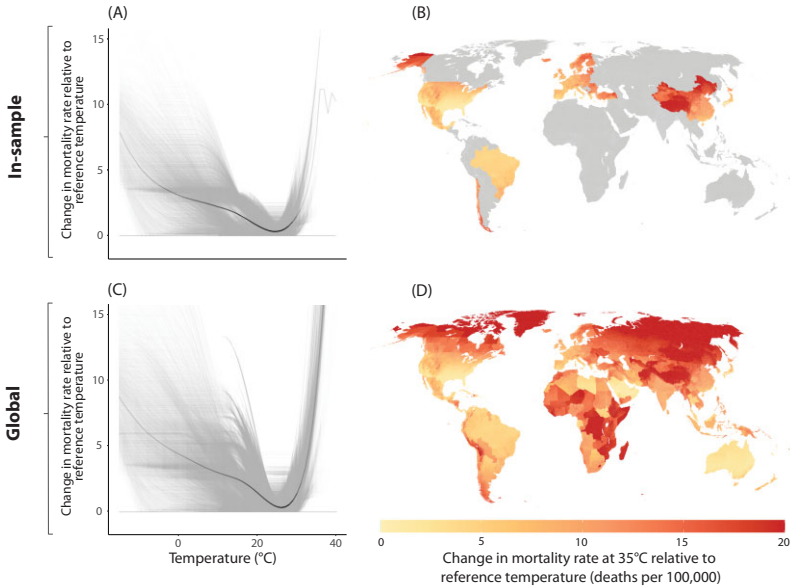 (A)
(B)
In-sample
Change in mortality rate relative to
reference temperature
15
10
5
0
(C)
(D)
Global
Change in mortality rate relative to
reference temperature
15
10
5
0
0
20
40
Temperature (°C)
0
5
10
15
20
Change in mortality rate at 35°C relative to
reference temperature (deaths per 100,000)